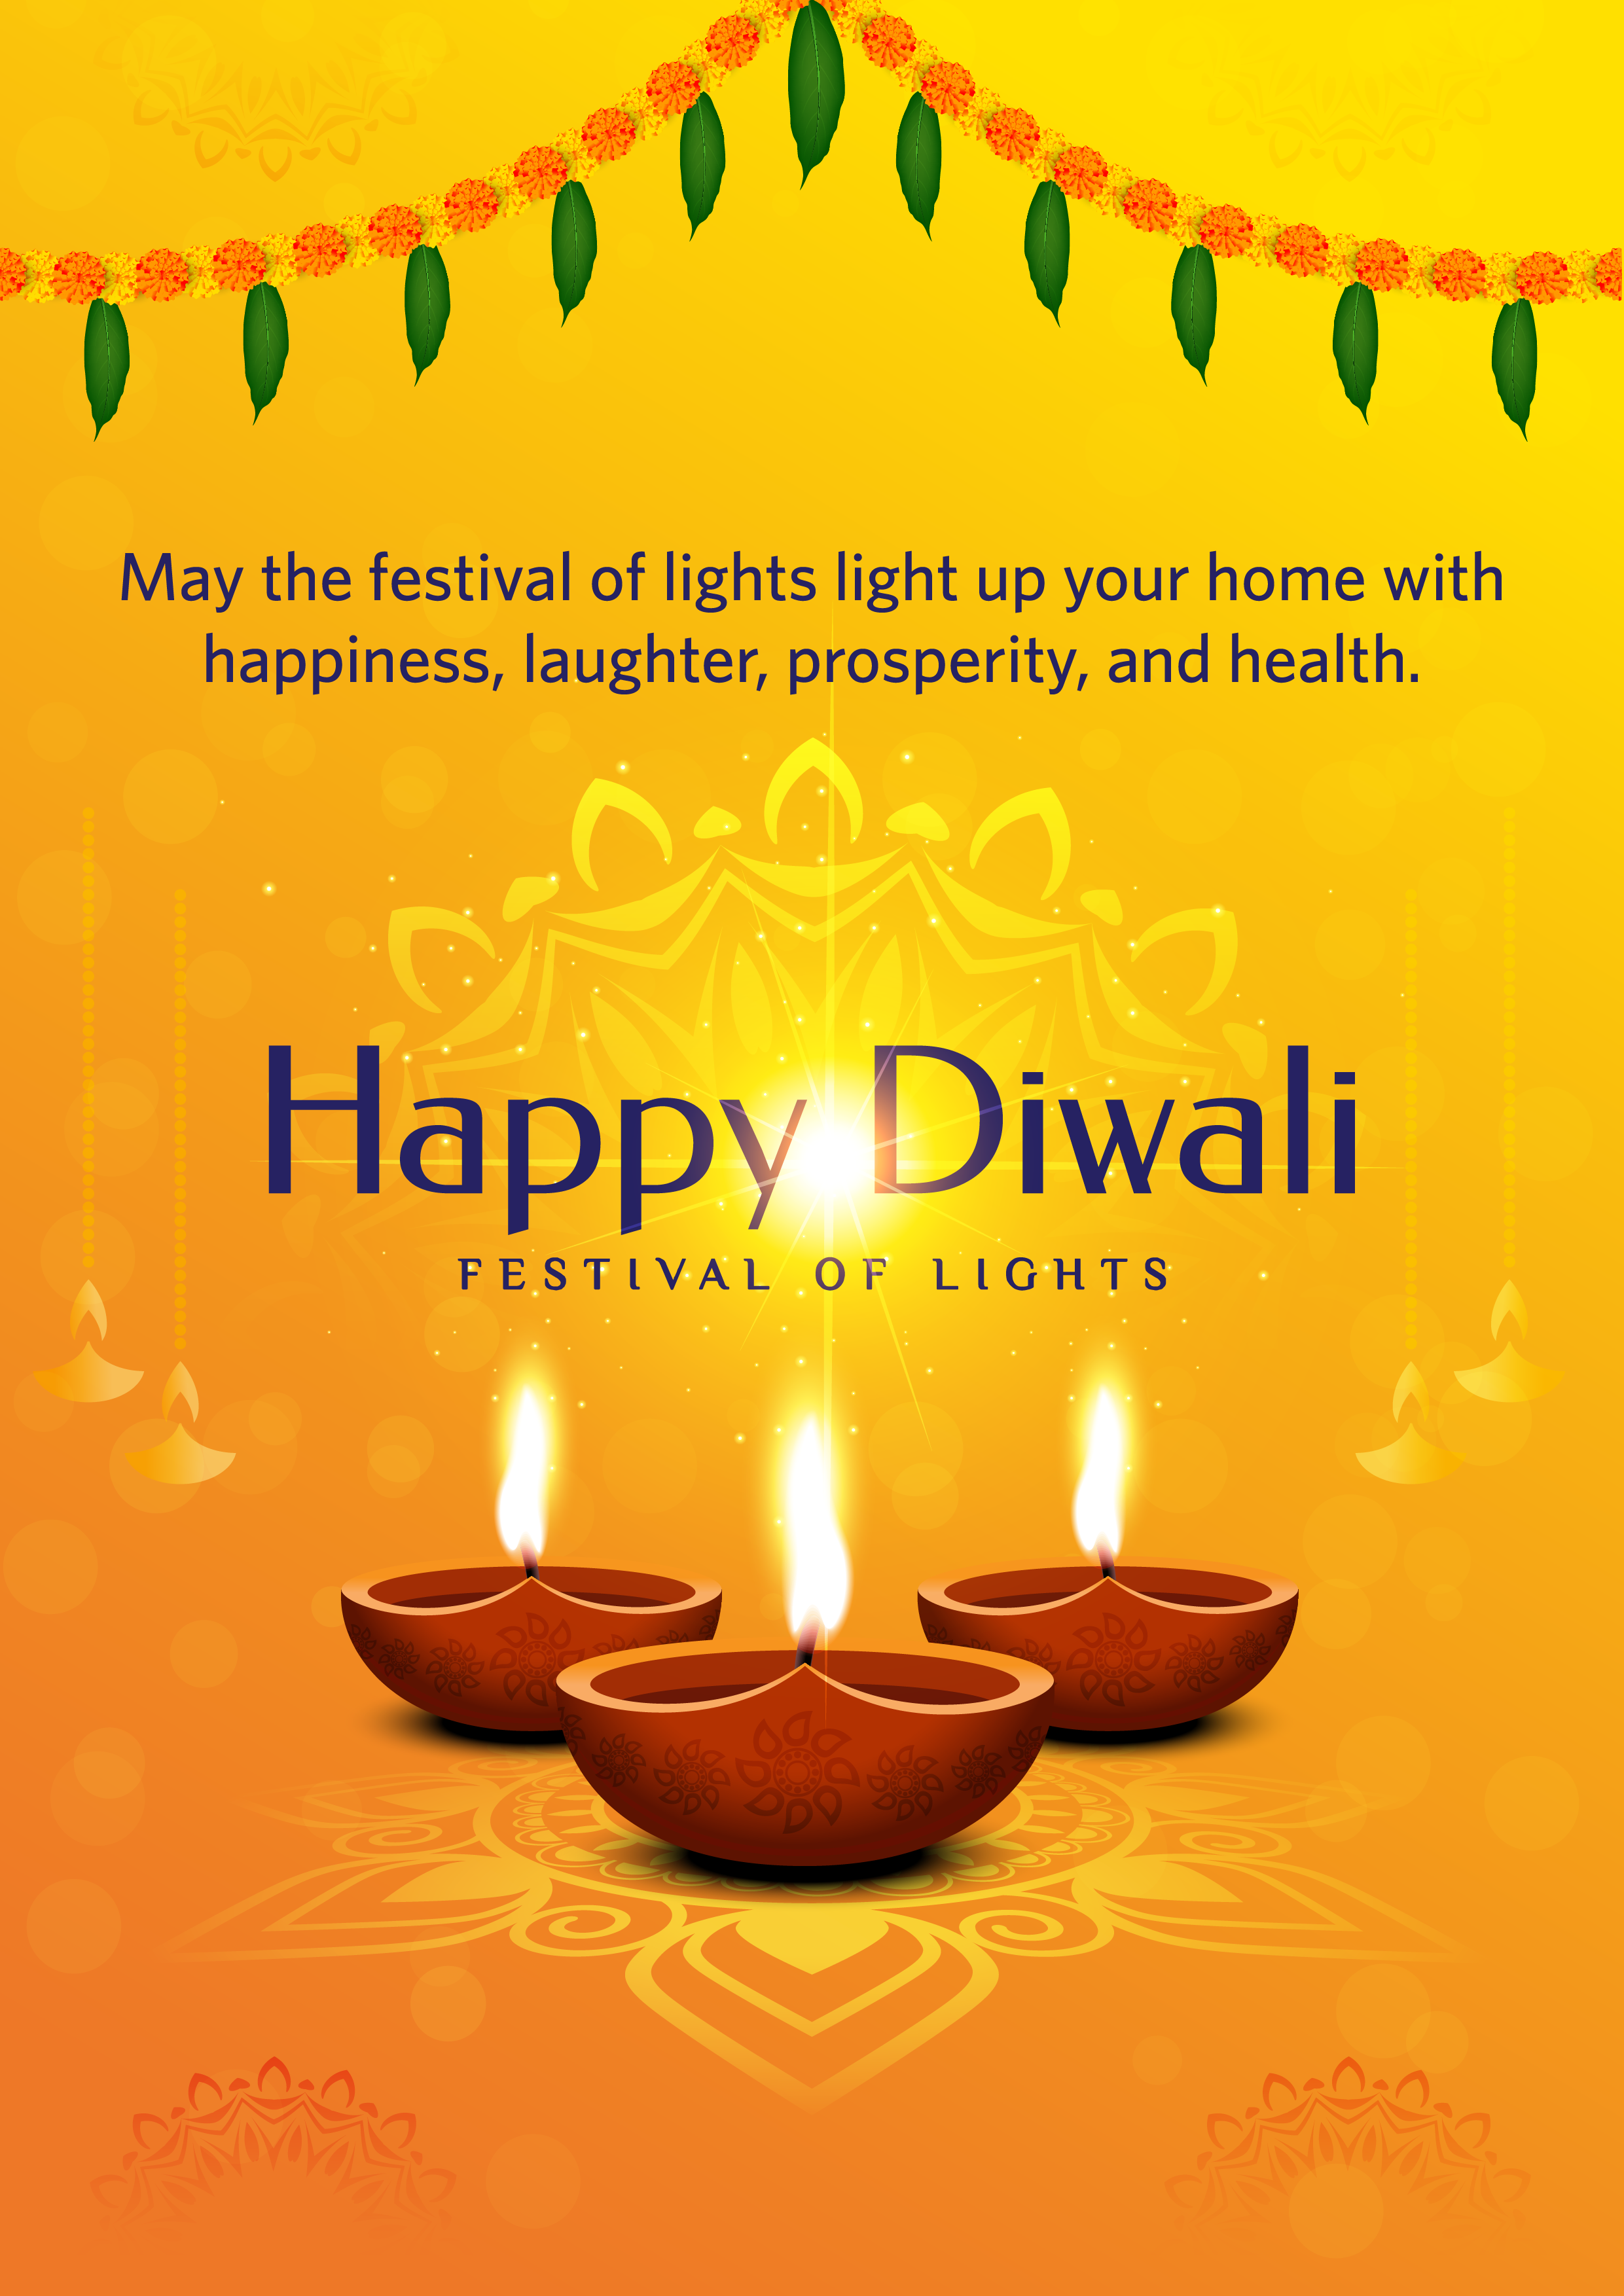 May the festival of lights light up your home with
happiness, laughter, prosperity, and health.
Happy Diwali
FESTIVAL OF LIGHTS